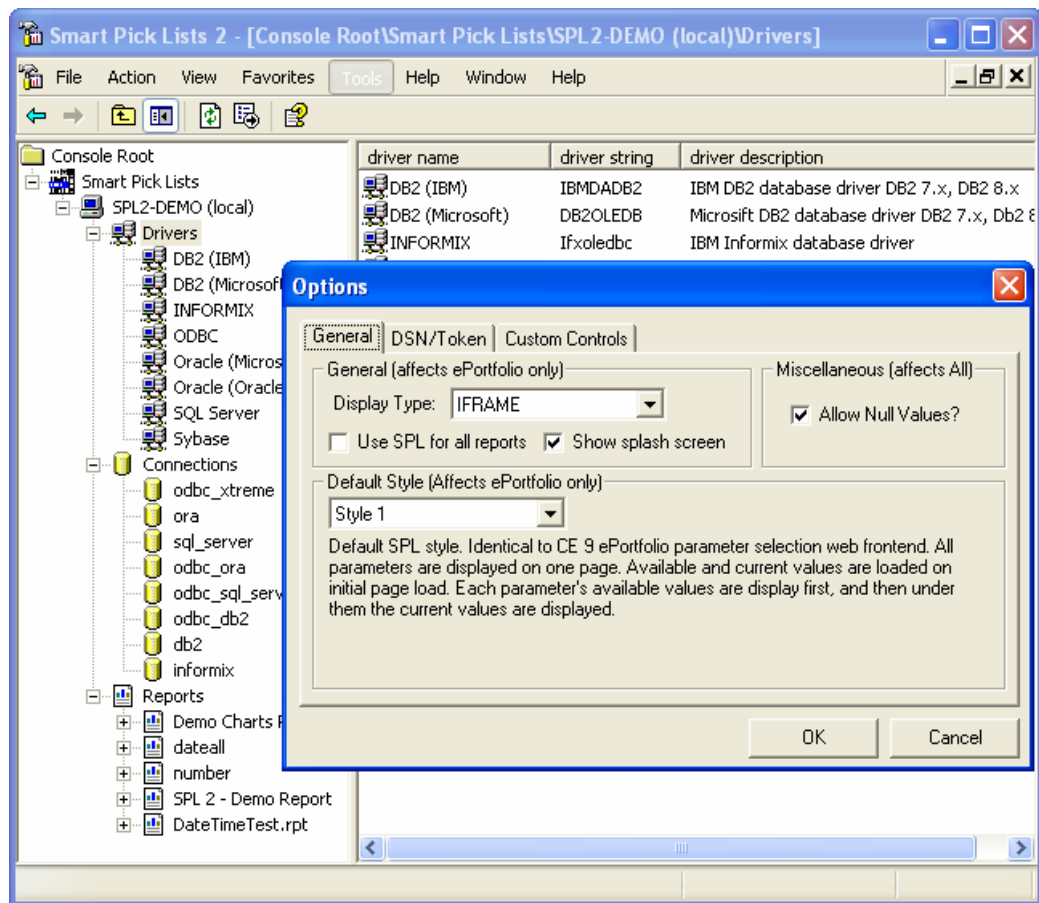 Smart Pick Lists 2 - [Console Root\Smart Pick Lists\SPL2-DEMO (local)\Drivers]
File Action View Favorites Tools Help Window Help
Console Root
Smart Pick Lists
SPL2-DEMO (local)
Drivers
DB2 (IBM)
DB2 (Microsof
INFORMIX
ODBC
Oracle (Micros
Oracle (Oracle
SQL Server
Sybase
Connections
odbc_xtreme
ora
sql_server
odbc_ora
odbc_sql_serv
odbc_db2
db2
informix
Reports
Demo Charts
dateall
number
SPL 2 - Demo Report
DateTimeTest.rpt
driver name driver string driver description
DB2 (IBM) IBMDADB2 IBM DB2 database driver DB2 7.x, DB2 8.x
DB2 (Microsoft) DB2OLEDB Microsift DB2 database driver DB2 7.x, Db2 8
INFORMIX Ifxoledbc IBM Informix database driver
Options
General DSN/Token Custom Controls
General (affects ePortfolio only)
Display Type: IFRAME
Use SPL for all reports Show splash screen
Miscellaneous (affects All)
Allow Null Values?
Default Style (Affects ePortfolio only)
Style 1
Default SPL style. Identical to CE 9 ePortfolio parameter selection web frontend. All
parameters are displayed on one page. Available and current values are loaded on
initial page load. Each parameter's available values are display first, and then under
them the current values are displayed.
OK Cancel